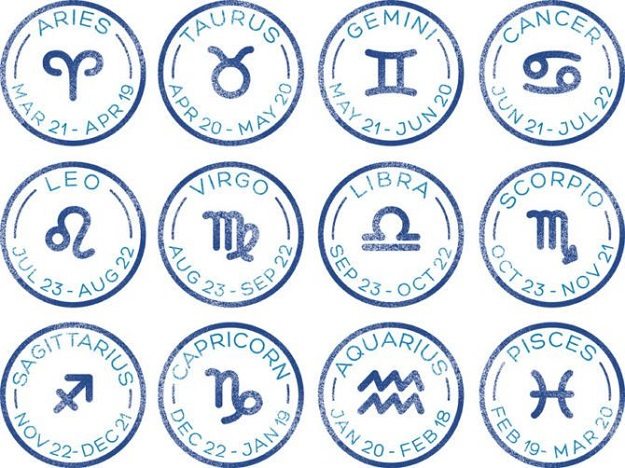 ARIES
MAR 21 - APR 19
TAURUS
APR 20 - MAY 20
GEMINI
MAY 21 - JUN 20
CANCER
JUN 21 - JUL 22
LEO
JUL 23 - AUG 22
VIRGO
AUG 23 - SEP 22
LIBRA
SEP 23 - OCT 22
SCORPIO
OCT 23 - NOV 21
SAGITTARIUS
NOV 22-DEC 21
CAPRICORN
DEC 22 - JAN 19
AQUARIUS
JAN 20 - FEB 18
PISCES
FEB 19- MAR 20